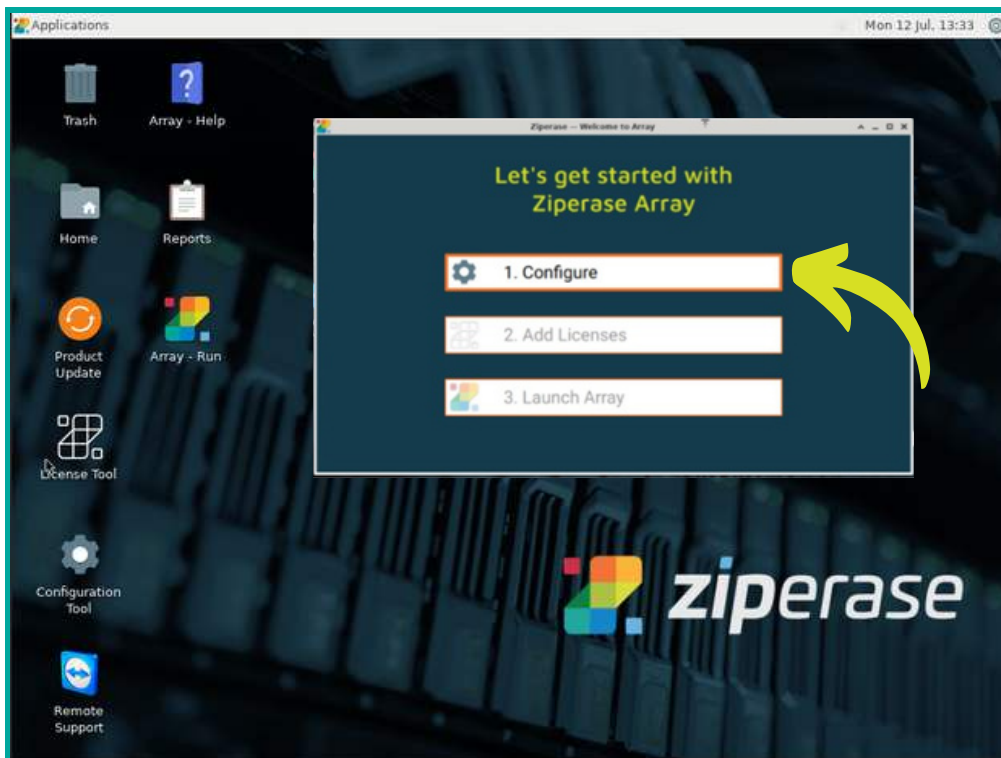 Applications
Mon 12 Jul, 13:33
Trash
Array - Help
Ziperase -- Welcome to Array
Let's get started with
Ziperase Array
1. Configure
2. Add Licenses
3. Launch Array
Home
Reports
Product
Update
Array - Run
License Tool
Configuration
Tool
Remote
Support
ziperase